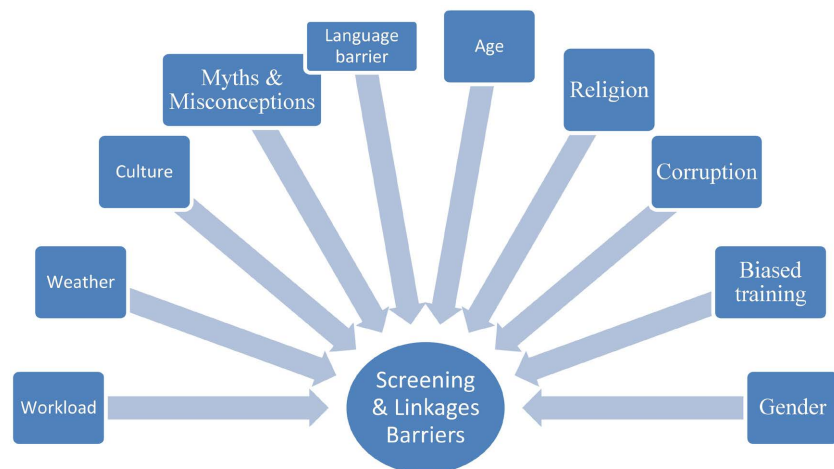 Language
barrier
Age
Myths &
Misconceptions
Religion
Culture
Corruption
Weather
Biased
training
Workload
Screening
& Linkages
Barriers
Gender